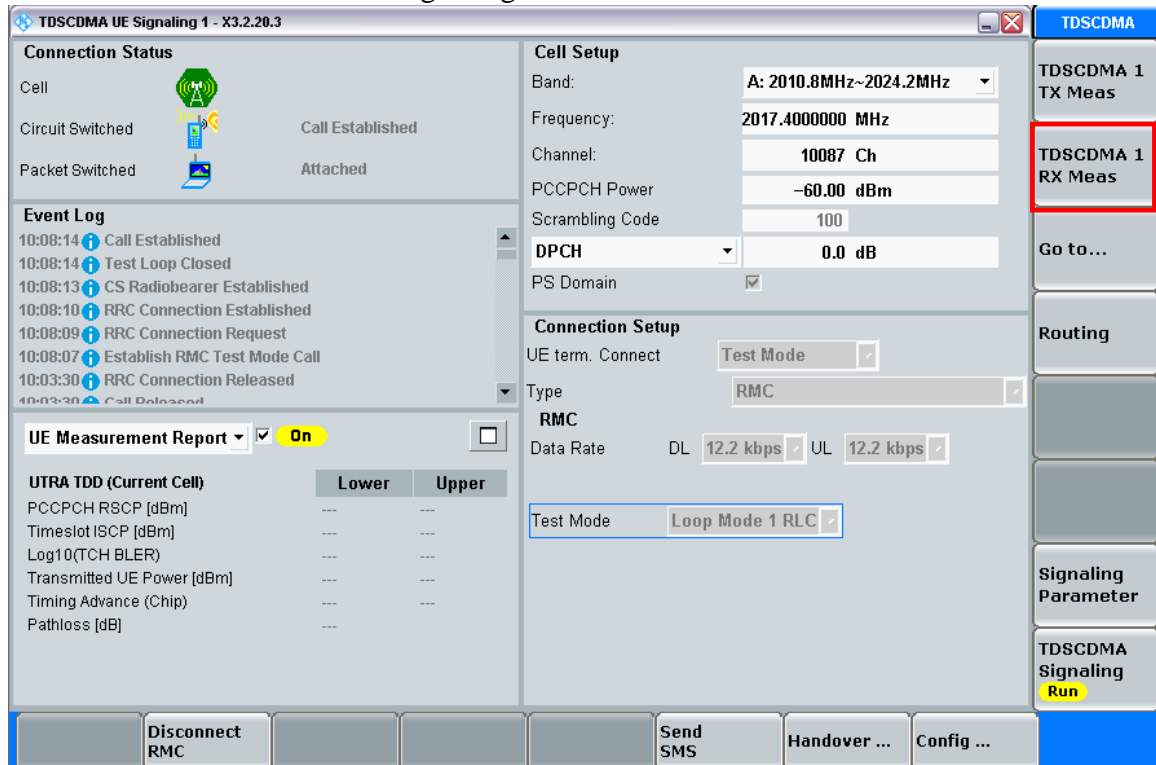 TDSCDMA UE Signaling 1 - X3.2.20.3
TDSCDMA
Connection Status
Cell
Circuit Switched Call Established
Packet Switched Attached
Event Log
10:08:14 Call Established
10:08:14 Test Loop Closed
10:08:13 CS Radiobearer Established
10:08:10 RRC Connection Established
10:08:09 RRC Connection Request
10:08:07 Establish RMC Test Mode Call
10:03:30 RRC Connection Released
10:03:30 Call Released
UE Measurement Report On
UTRA TDD (Current Cell) Lower Upper
PCCPCH RSCP [dBm] --- ---
Timeslot ISCP [dBm] --- ---
Log10(TCH BLER) --- ---
Transmitted UE Power [dBm] --- ---
Timing Advance (Chip) --- ---
Pathloss [dB] ---
Cell Setup
Band: A: 2010.8MHz~2024.2MHz
Frequency: 2017.4000000 MHz
Channel: 10087 Ch
PCCPCH Power −60.00 dBm
Scrambling Code 100
DPCH 0.0 dB
PS Domain
Connection Setup
UE term. Connect Test Mode
Type RMC
RMC
Data Rate DL 12.2 kbps UL 12.2 kbps
Test Mode Loop Mode 1 RLC
TDSCDMA 1
TX Meas
TDSCDMA 1
RX Meas
Go to...
Routing
Signaling
Parameter
TDSCDMA
Signaling
Run
Disconnect
RMC
Send
SMS
Handover ...
Config ...